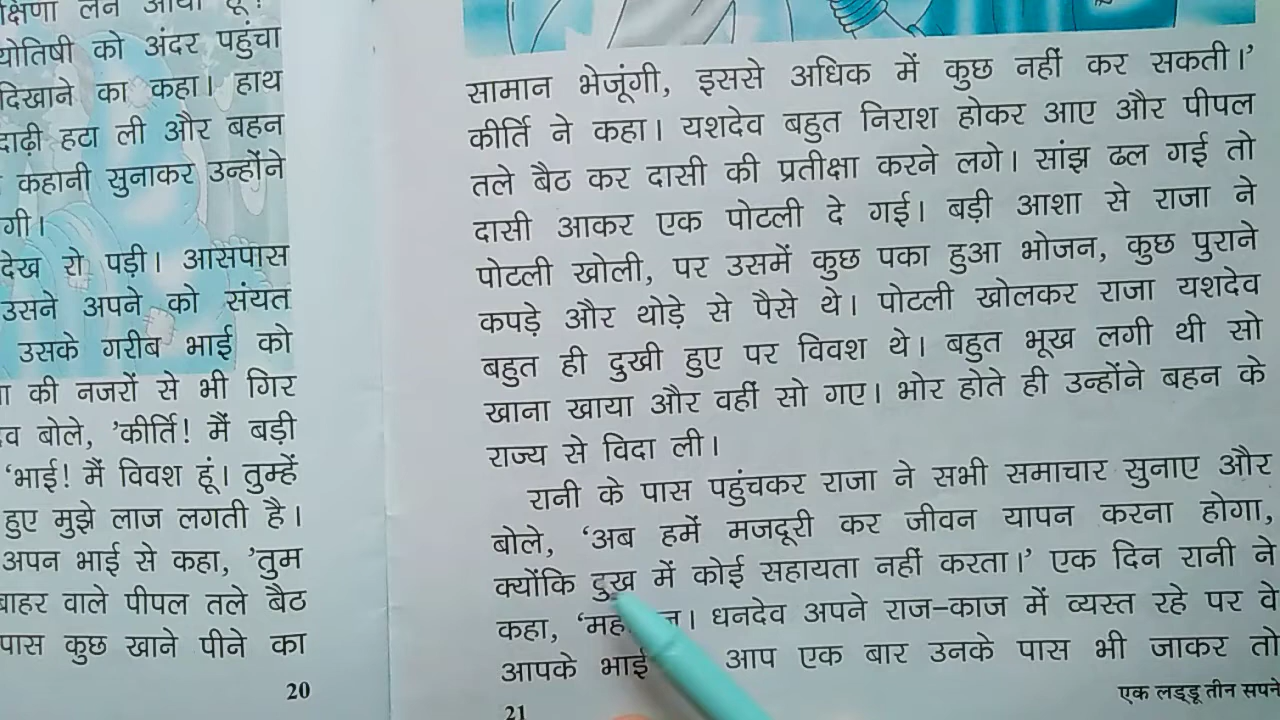 क्षिणा लेने आया हूं?
योतिषी को अंदर पहुंचा
दिखाने का कहा। हाथ
दाढ़ी हटा ली और बहन
कहानी सुनाकर उन्होंने
गी।
देख रो पड़ी। आसपास
उसने अपने को संयत
उसके गरीब भाई को
की नजरों से भी गिर
व बोले, 'कीर्ति! मैं बड़ी
'भाई! मैं विवश हूं। तुम्हें
हुए मुझे लाज लगती है।
अपन भाई से कहा, 'तुम
बाहर वाले पीपल तले बैठ
पास कुछ खाने पीने का
20
सामान भेजूंगी, इससे अधिक में कुछ नहीं कर सकती।'
कीर्ति ने कहा। यशदेव बहुत निराश होकर आए और पीपल
तले बैठ कर दासी की प्रतीक्षा करने लगे। सांझ ढल गई तो
दासी आकर एक पोटली दे गई। बड़ी आशा से राजा ने
पोटली खोली, पर उसमें कुछ पका हुआ भोजन, कुछ पुराने
कपड़े और थोड़े से पैसे थे। पोटली खोलकर राजा यशदेव
बहुत ही दुखी हुए पर विवश थे। बहुत भूख लगी थी सो
खाना खाया और वहीं सो गए। भोर होते ही उन्होंने बहन के
राज्य से विदा ली।
रानी के पास पहुंचकर राजा ने सभी समाचार सुनाए और
बोले, 'अब हमें मजदूरी कर जीवन यापन करना होगा,
क्योंकि दुख में कोई सहायता नहीं करता।' एक दिन रानी ने
कहा, धनदेव अपने राज-काज में व्यस्त रहे पर वे
आपके भाई आप एक बार उनके पास भी जाकर तो
21
एक लड्डू तीन सपने